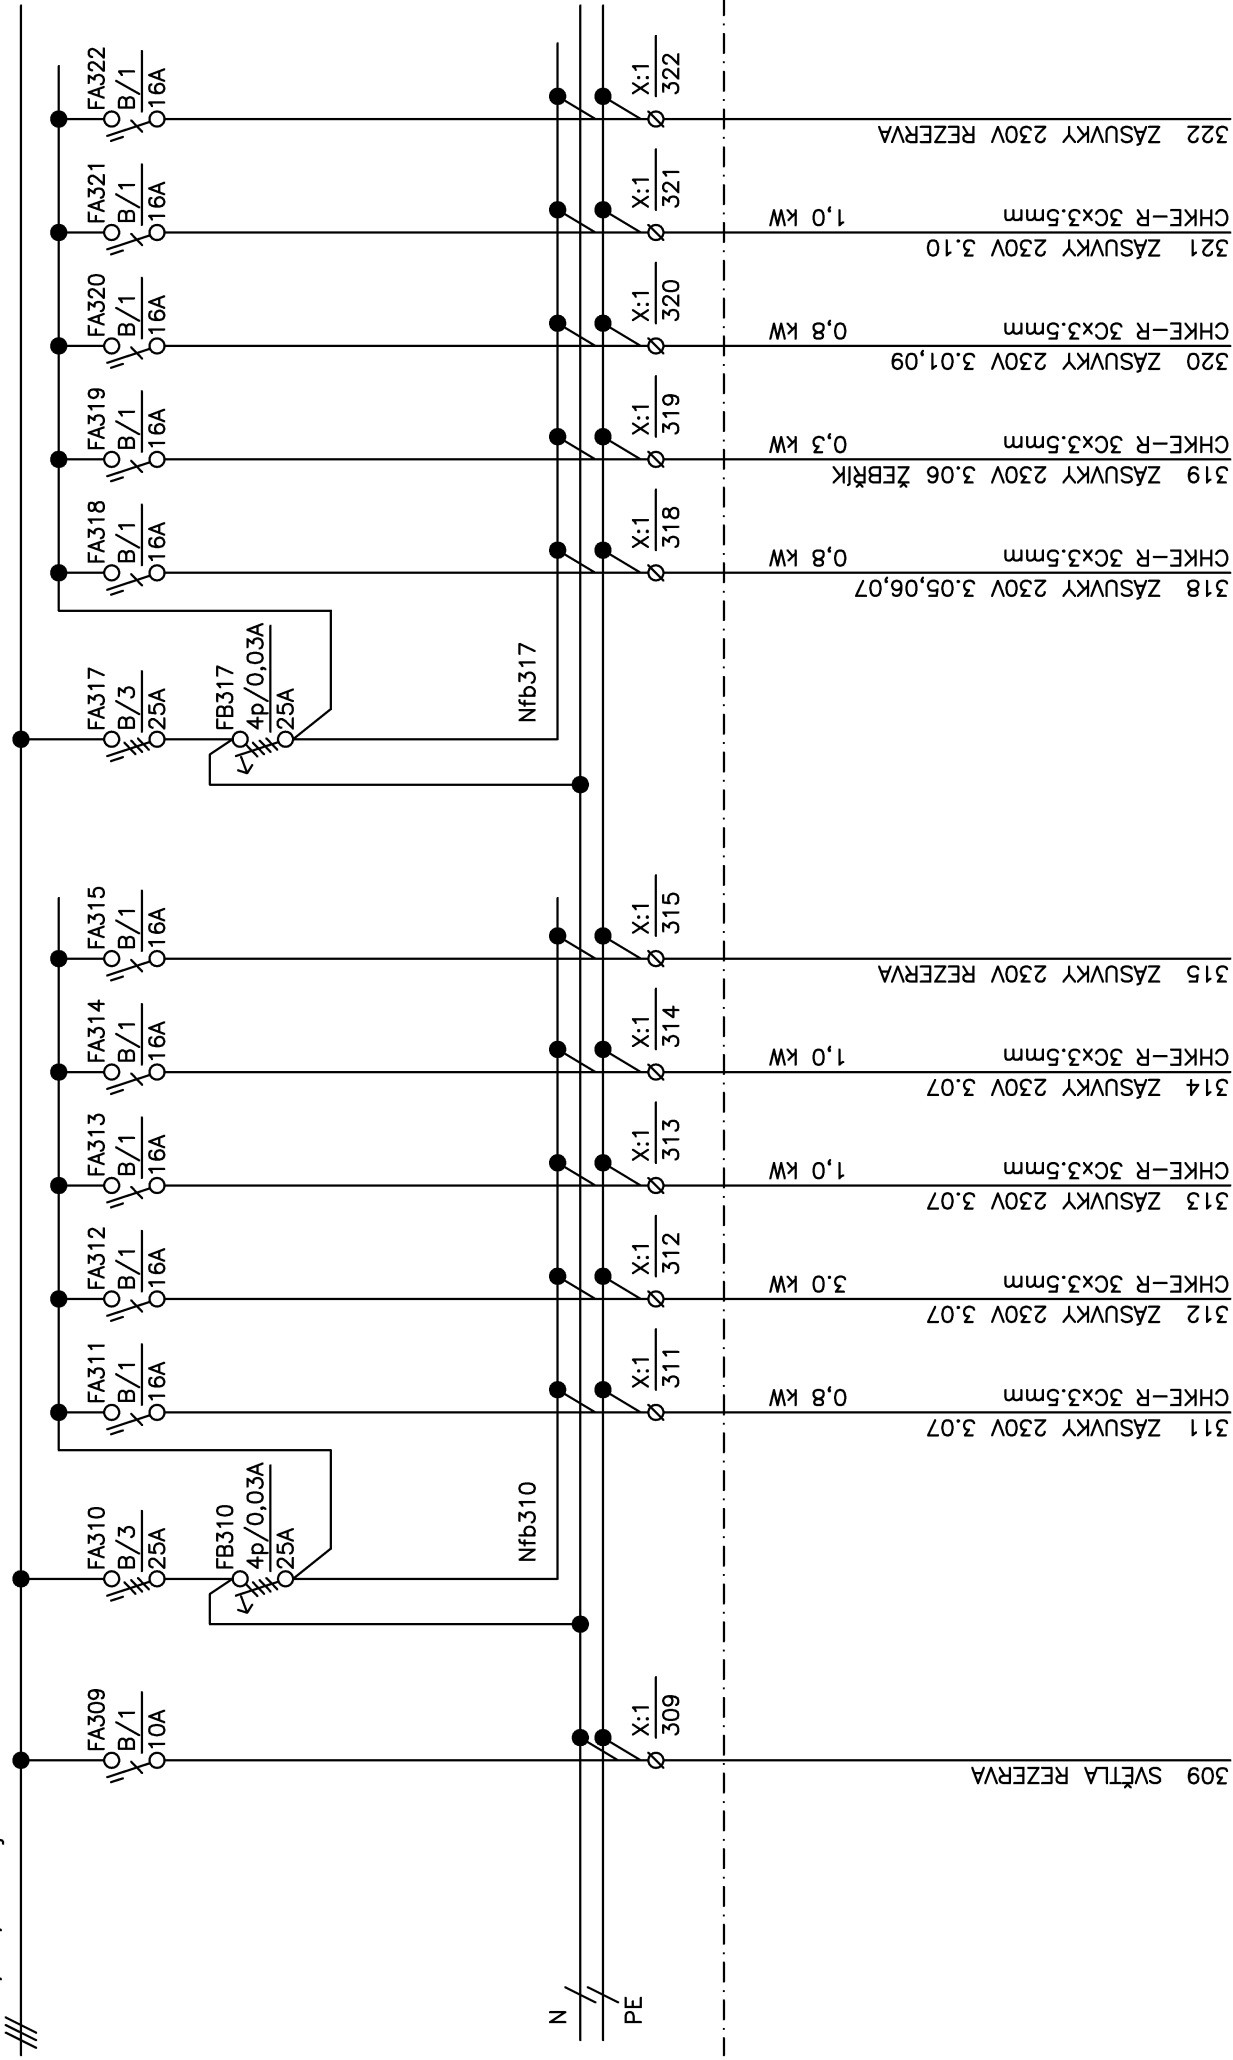 N
PE
FA309
B/1
10A
X:1
309
309 SVĚTLA REZERVA
FA310
B/3
25A
FB310
4p/0,03A
25A
Nfb310
FA311
B/1
16A
X:1
311
311 ZÁSUVKY 230V 3.07
CHKE-R 3Cx3.5mm 0,8 kW
FA312
B/1
16A
X:1
312
312 ZÁSUVKY 230V 3.07
CHKE-R 3Cx3.5mm 3.0 kW
FA313
B/1
16A
X:1
313
313 ZÁSUVKY 230V 3.07
CHKE-R 3Cx3.5mm 1,0 kW
FA314
B/1
16A
X:1
314
314 ZÁSUVKY 230V 3.07
CHKE-R 3Cx3.5mm 1,0 kW
FA315
B/1
16A
X:1
315
315 ZÁSUVKY 230V REZERVA
FA317
B/3
25A
FB317
4p/0,03A
25A
Nfb317
FA318
B/1
16A
X:1
318
318 ZÁSUVKY 230V 3.05,06,07
CHKE-R 3Cx3.5mm 0,8 kW
FA319
B/1
16A
X:1
319
319 ZÁSUVKY 230V 3.06 ŽEBŘÍK
CHKE-R 3Cx3.5mm 0,3 kW
FA320
B/1
16A
X:1
320
320 ZÁSUVKY 230V 3.01,09
CHKE-R 3Cx3.5mm 0,8 kW
FA321
B/1
16A
X:1
321
321 ZÁSUVKY 230V 3.10
CHKE-R 3Cx3.5mm 1,0 kW
FA322
B/1
16A
X:1
322
322 ZÁSUVKY 230V REZERVA